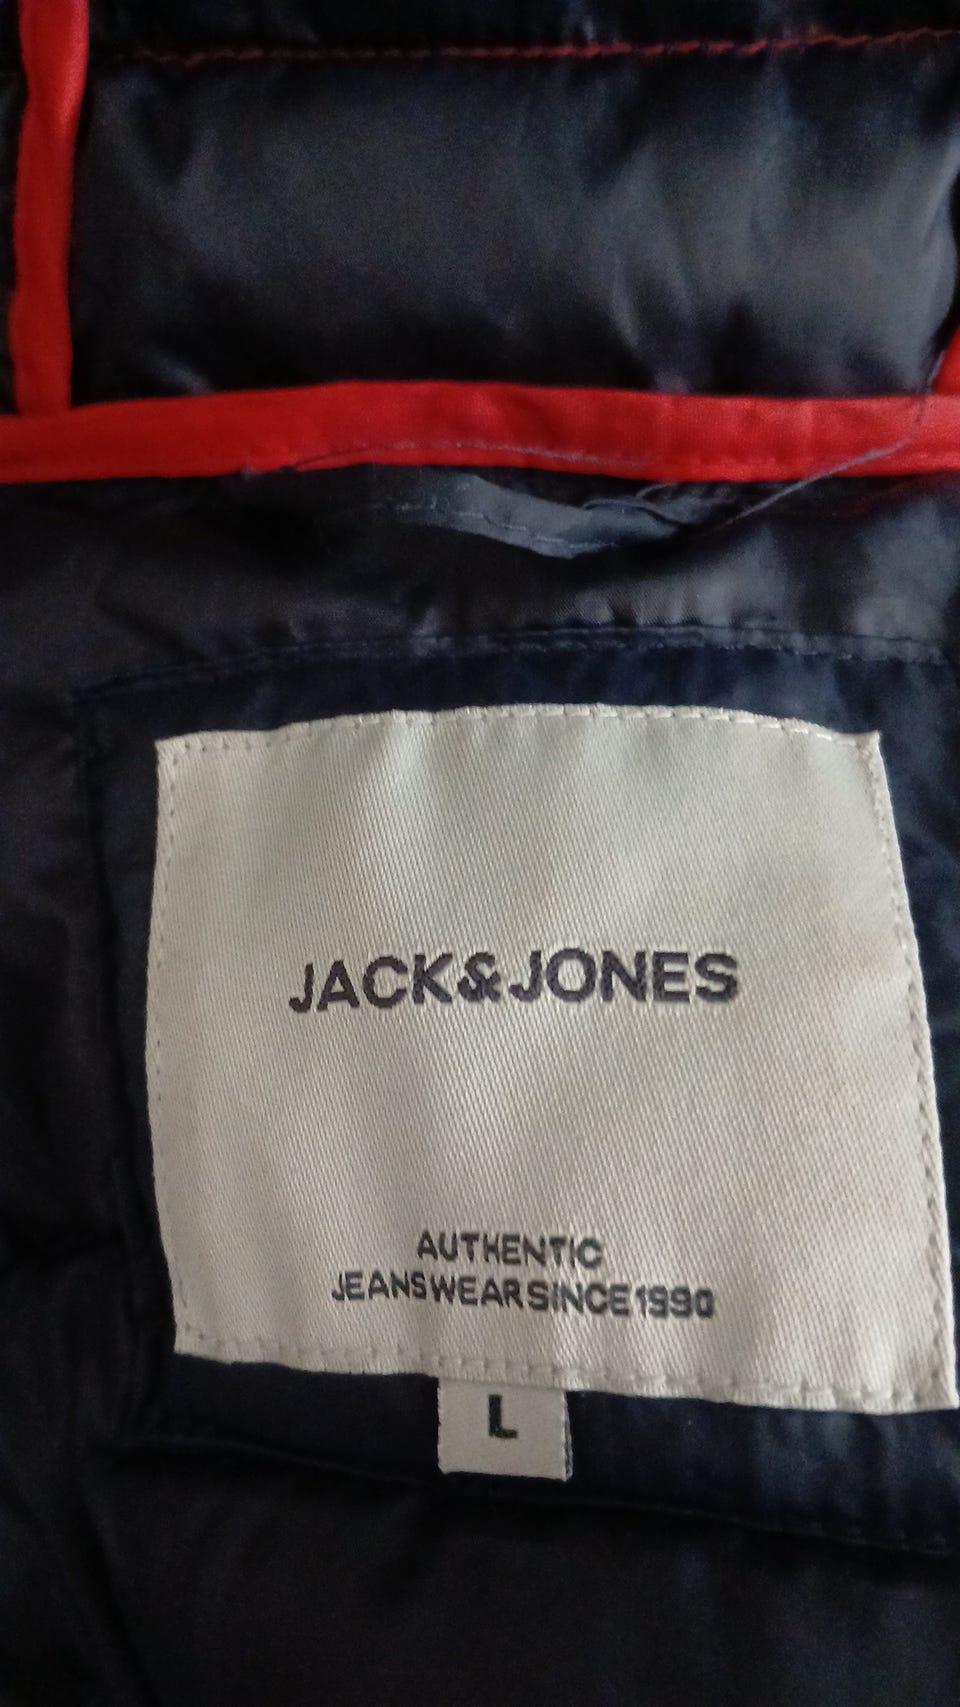 JACK&JONES
AUTHENTIC
JEANSWEAR SINCE 1990
L